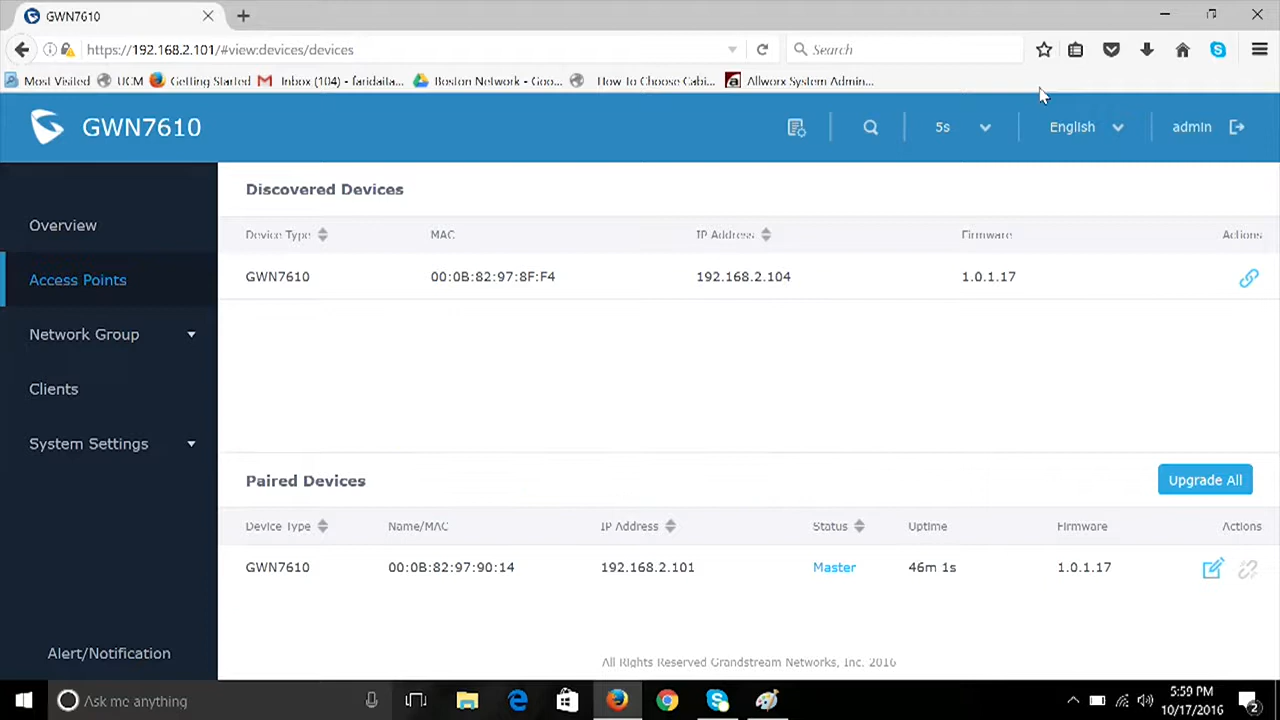 GWN7610
https://192.168.2.101/#view:devices/devices
Search
Most Visited UCM Getting Started Inbox (104) - faridaita... Boston Network - Goo... How To Choose Cabi... Allworx System Admin...
GWN7610 5s English admin
Discovered Devices
Overview
Device Type MAC IP Address Firmware Actions
Access Points
GWN7610 00:0B:82:97:8F:F4 192.168.2.104 1.0.1.17
Network Group
Clients
System Settings
Paired Devices Upgrade All
Device Type Name/MAC IP Address Status Uptime Firmware Actions
GWN7610 00:0B:82:97:90:14 192.168.2.101 Master 46m 1s 1.0.1.17
Alert/Notification
All Rights Reserved Grandstream Networks, Inc. 2016
Ask me anything
5:59 PM
10/17/2016
2